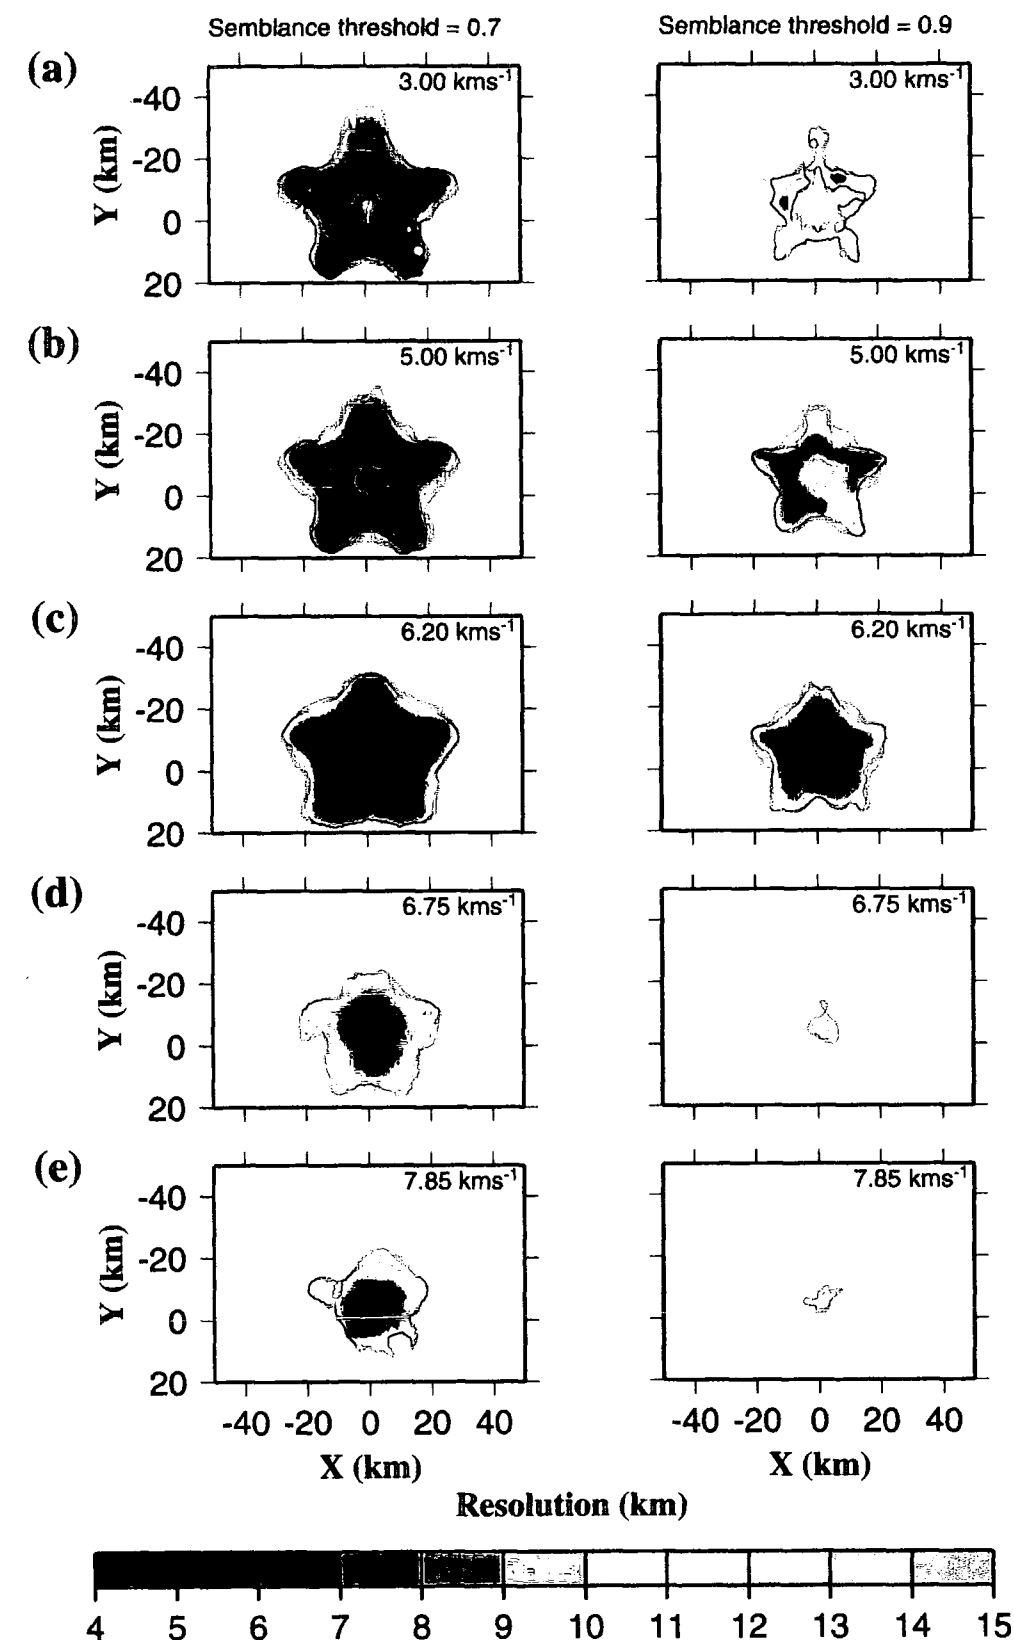 Semblance threshold = 0.7
Semblance threshold = 0.9
(a)
3.00 kms-1
3.00 kms-1
-40
-20
0
20
Y (km)
(b)
5.00 kms-1
5.00 kms-1
-40
-20
0
20
Y (km)
(c)
6.20 kms-1
6.20 kms-1
-40
-20
0
20
Y (km)
(d)
6.75 kms-1
6.75 kms-1
-40
-20
0
20
Y (km)
(e)
7.85 kms-1
7.85 kms-1
-40
-20
0
20
Y (km)
-40 -20 0 20 40
-40 -20 0 20 40
X (km)
X (km)
Resolution (km)
4 5 6 7 8 9 10 11 12 13 14 15